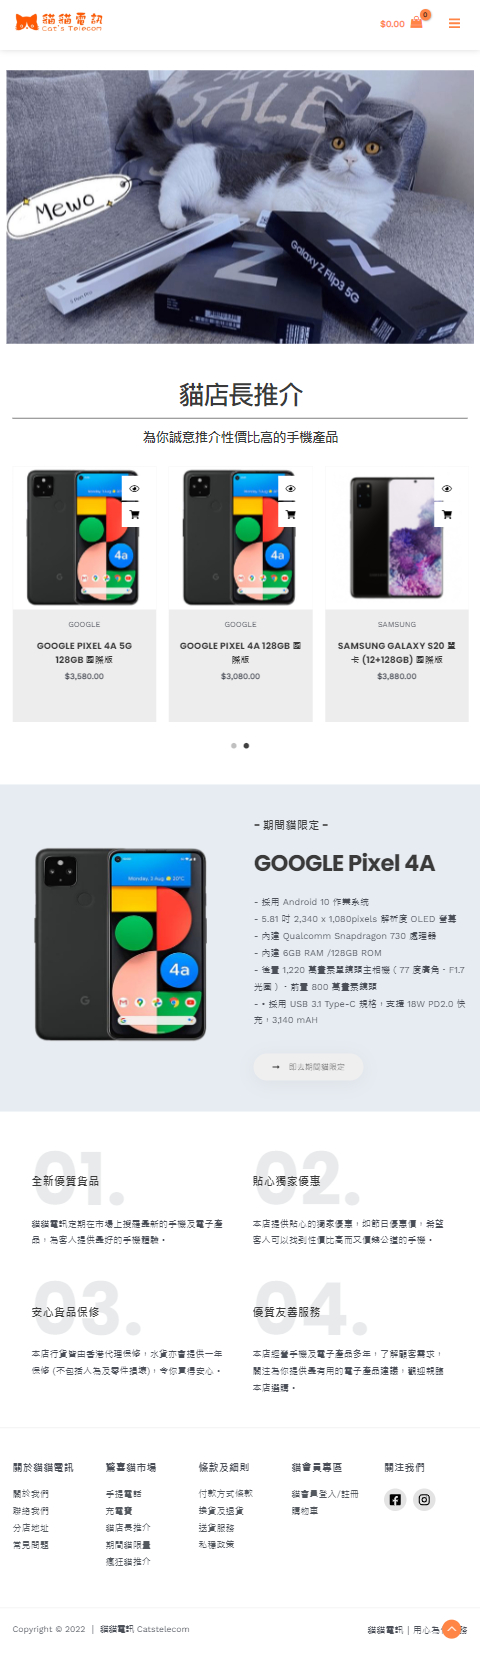 貓貓電訊
Cat's Telecom
$0.00
0
SALE
Mewo
S Pen Pro
Z
Galaxy Z Flip3 5G
貓店長推介
為你誠意推介性價比高的手機產品
GOOGLE
GOOGLE PIXEL 4A 5G
128GB 國際版
$3,580.00
GOOGLE
GOOGLE PIXEL 4A 128GB 國
際版
$3,080.00
SAMSUNG
SAMSUNG GALAXY S20 單
卡 (12+128GB) 國際版
$3,880.00
- 期間貓限定 -
GOOGLE Pixel 4A
- 採用 Android 10 作業系統
- 5.81 吋 2,340 x 1,080pixels 解析度 OLED 螢幕
- 內建 Qualcomm Snapdragon 730 處理器
- 內建 6GB RAM /128GB ROM
- 後置 1,220 萬畫素單鏡頭主相機 ( 77 度廣角、F1.7
光圈 )、前置 800 萬畫素鏡頭
- • 採用 USB 3.1 Type-C 規格，支援 18W PD2.0 快
充，3,140 mAH
Monday, 3 Aug 20°C
4a
→ 即去期間貓限定
01.
全新優質貨品
貓貓電訊定期在市場上搜羅最新的手機及電子產
品，為客人提供最好的手機體驗。
02.
貼心獨家優惠
本店提供貼心的獨家優惠，如節日優惠價，希望
客人可以找到性價比高而又價錢公道的手機。
03.
安心貨品保修
本店行貨皆由香港代理保修，水貨亦會提供一年
保修 (不包括人為及零件損壞)，令你買得安心。
04.
優質友善服務
本店經營手機及電子產品多年，了解顧客需求，
關注為你提供最有用的電子產品建議，歡迎親臨
本店選購。
關於貓貓電訊
關於我們
聯絡我們
分店地址
常見問題
驚喜貓市場
手提電話
充電寶
貓店長推介
期間貓限量
瘋狂貓推介
條款及細則
付款方式條款
換貨及退貨
送貨服務
私隱政策
貓會員專區
貓會員登入/註冊
購物車
關注我們
Copyright © 2022 | 貓貓電訊 Catstelecom
貓貓電訊 | 用心為